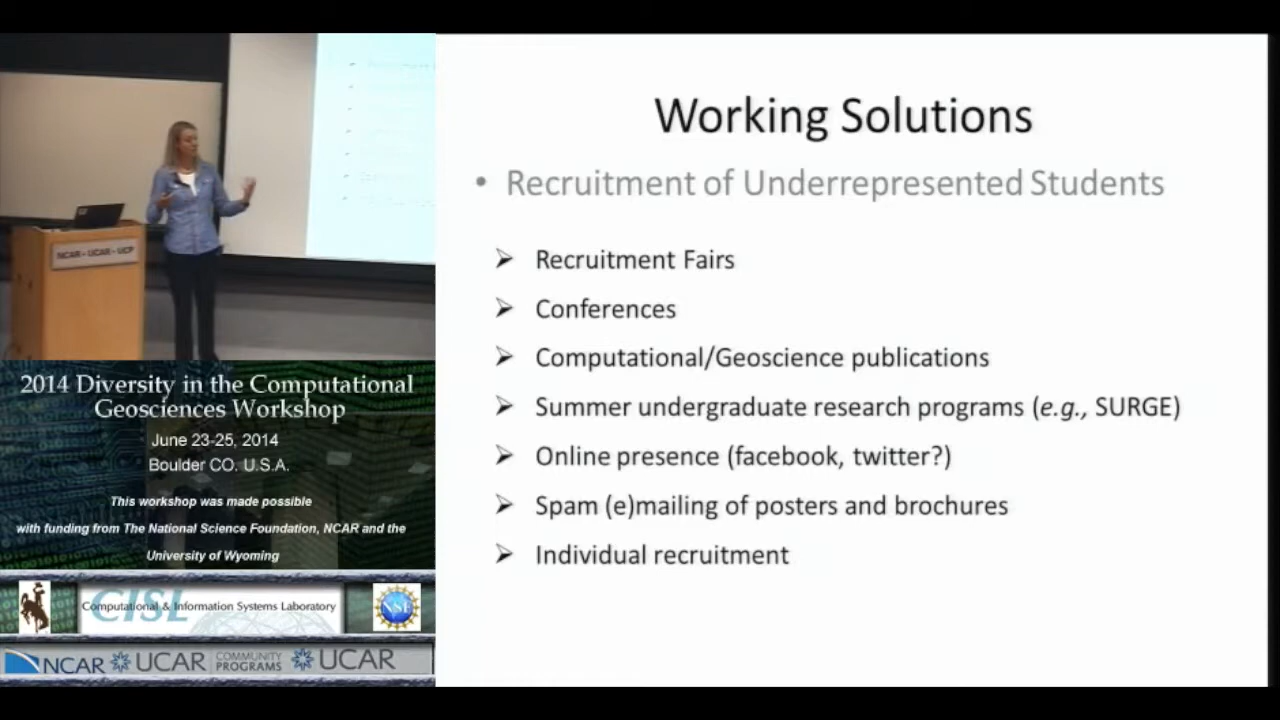 Working Solutions
• Recruitment of Underrepresented Students
➢ Recruitment Fairs
➢ Conferences
➢ Computational/Geoscience publications
➢ Summer undergraduate research programs (e.g., SURGE)
➢ Online presence (facebook, twitter?)
➢ Spam (e)mailing of posters and brochures
➢ Individual recruitment
NCAR - UCAR - UCP
2014 Diversity in the Computational
Geosciences Workshop
June 23-25, 2014
Boulder CO. U.S.A.
This workshop was made possible
with funding from The National Science Foundation, NCAR and the
University of Wyoming
CISL
Computational & Information Systems Laboratory
NSF
NCAR UCAR COMMUNITY PROGRAMS UCAR